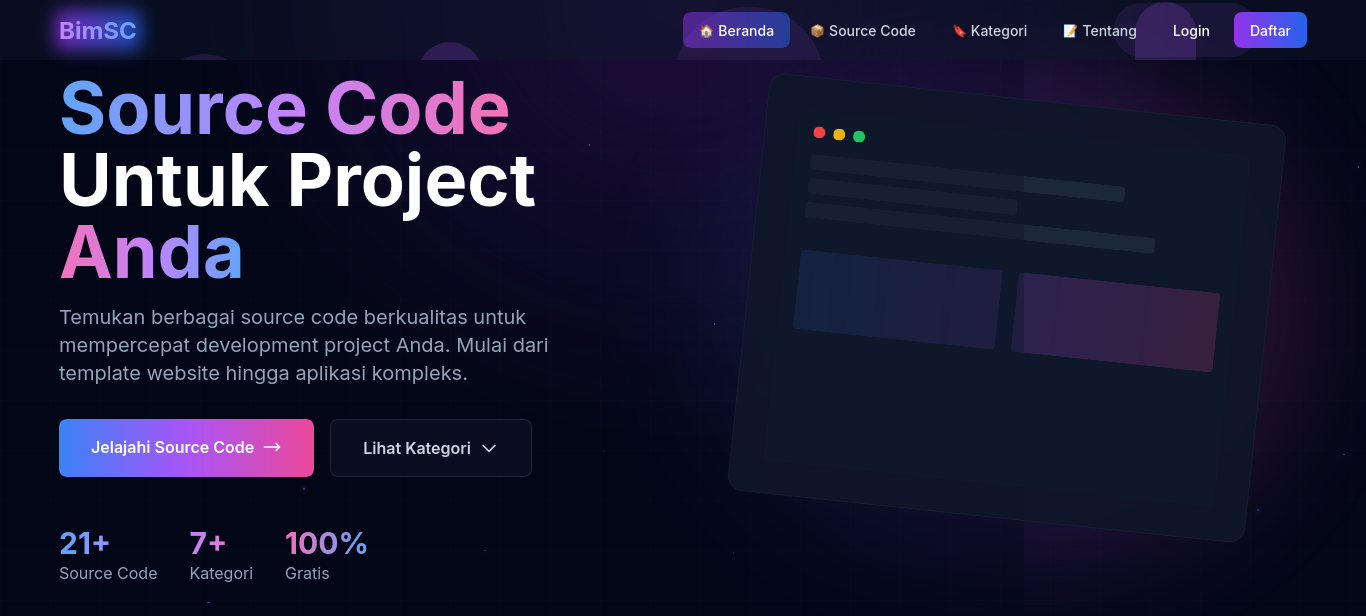 BimSC
🏠 Beranda
📦 Source Code
🔖 Kategori
📝 Tentang
Login
Daftar
Source Code
Untuk Project
Anda
Temukan berbagai source code berkualitas untuk
mempercepat development project Anda. Mulai dari
template website hingga aplikasi kompleks.
Jelajahi Source Code →
Lihat Kategori
21+
Source Code
7+
Kategori
100%
Gratis